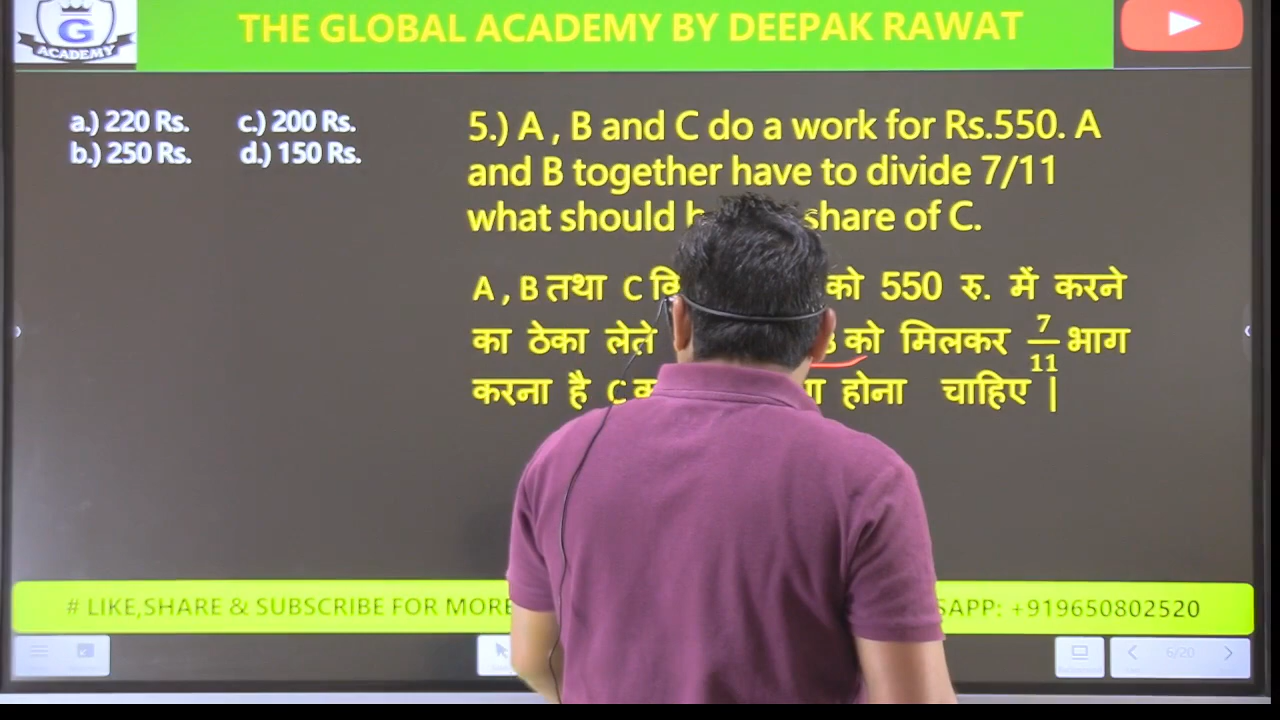 G
ACADEMY
THE GLOBAL ACADEMY BY DEEPAK RAWAT
a.) 220 Rs. c.) 200 Rs.
b.) 250 Rs. d.) 150 Rs.
5.) A , B and C do a work for Rs.550. A
and B together have to divide 7/11
what should share of C.
A , B तथा C को 550 रु. में करने
का ठेका लेते को मिलकर 7/11 भाग
करना है C होना चाहिए |
# LIKE,SHARE & SUBSCRIBE FOR MORE : +919650802520
6/20